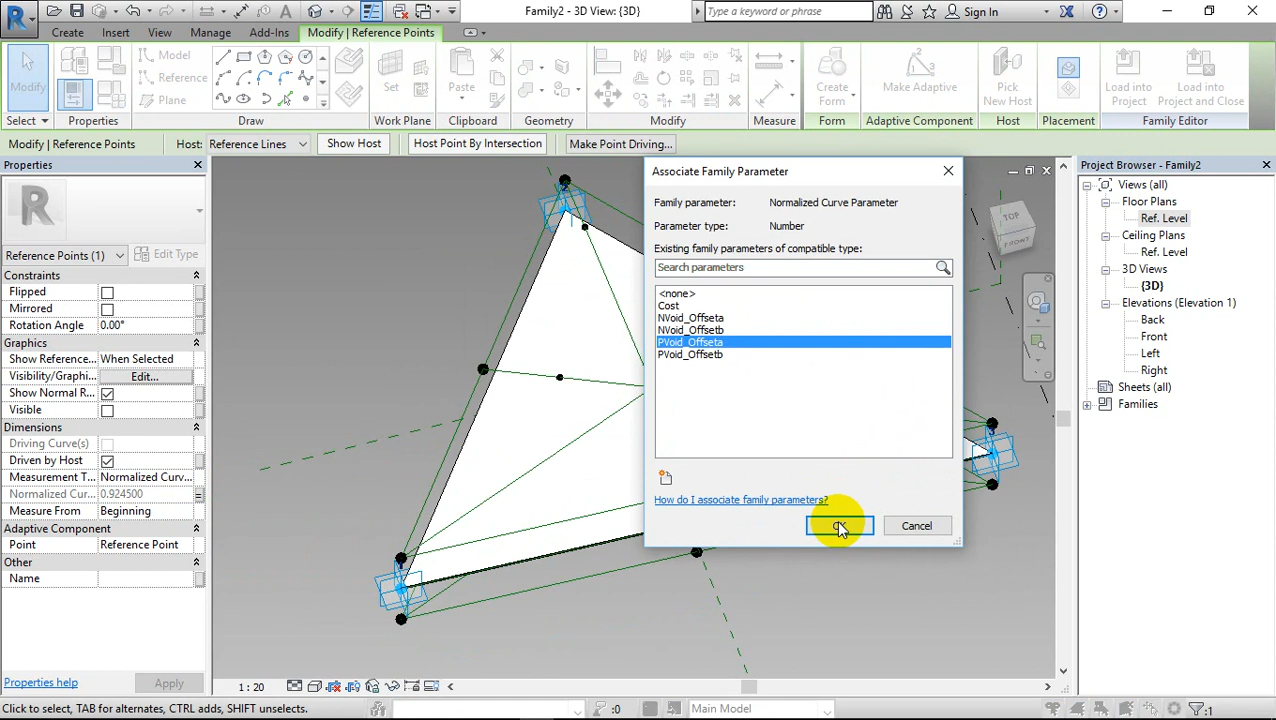 Family2 - 3D View: {3D}
Type a keyword or phrase
Sign In
Create Insert View Manage Add-Ins Modify | Reference Points
Modify
Model
Reference
Plane
Set
Paste
Create
Form
Make Adaptive
Pick
New Host
Load into
Project
Load into
Project and Close
Select Properties Draw Work Plane Clipboard Geometry Modify Measure Form Adaptive Component Host Placement Family Editor
Modify | Reference Points Host: Reference Lines Show Host Host Point By Intersection Make Point Driving...
Properties
Reference Points (1) Edit Type
Constraints
Flipped
Mirrored
Rotation Angle 0.00°
Graphics
Show Reference... When Selected
Visibility/Graphi... Edit...
Show Normal R...
Visible
Dimensions
Driving Curve(s)
Driven by Host
Measurement T... Normalized Curv...
Normalized Cur... 0.924500 =
Measure From Beginning
Adaptive Component
Point Reference Point
Other
Name
Properties help Apply
TOP
FRONT
Associate Family Parameter
Family parameter: Normalized Curve Parameter
Parameter type: Number
Existing family parameters of compatible type:
Search parameters
<none>
Cost
NVoid_Offseta
NVoid_Offsetb
PVoid_Offseta
PVoid_Offsetb
How do I associate family parameters?
OK Cancel
Project Browser - Family2
Views (all)
Floor Plans
Ref. Level
Ceiling Plans
Ref. Level
3D Views
{3D}
Elevations (Elevation 1)
Back
Front
Left
Right
Sheets (all)
Families
1 : 20
Click to select, TAB for alternates, CTRL adds, SHIFT unselects.
:0
Main Model
:1